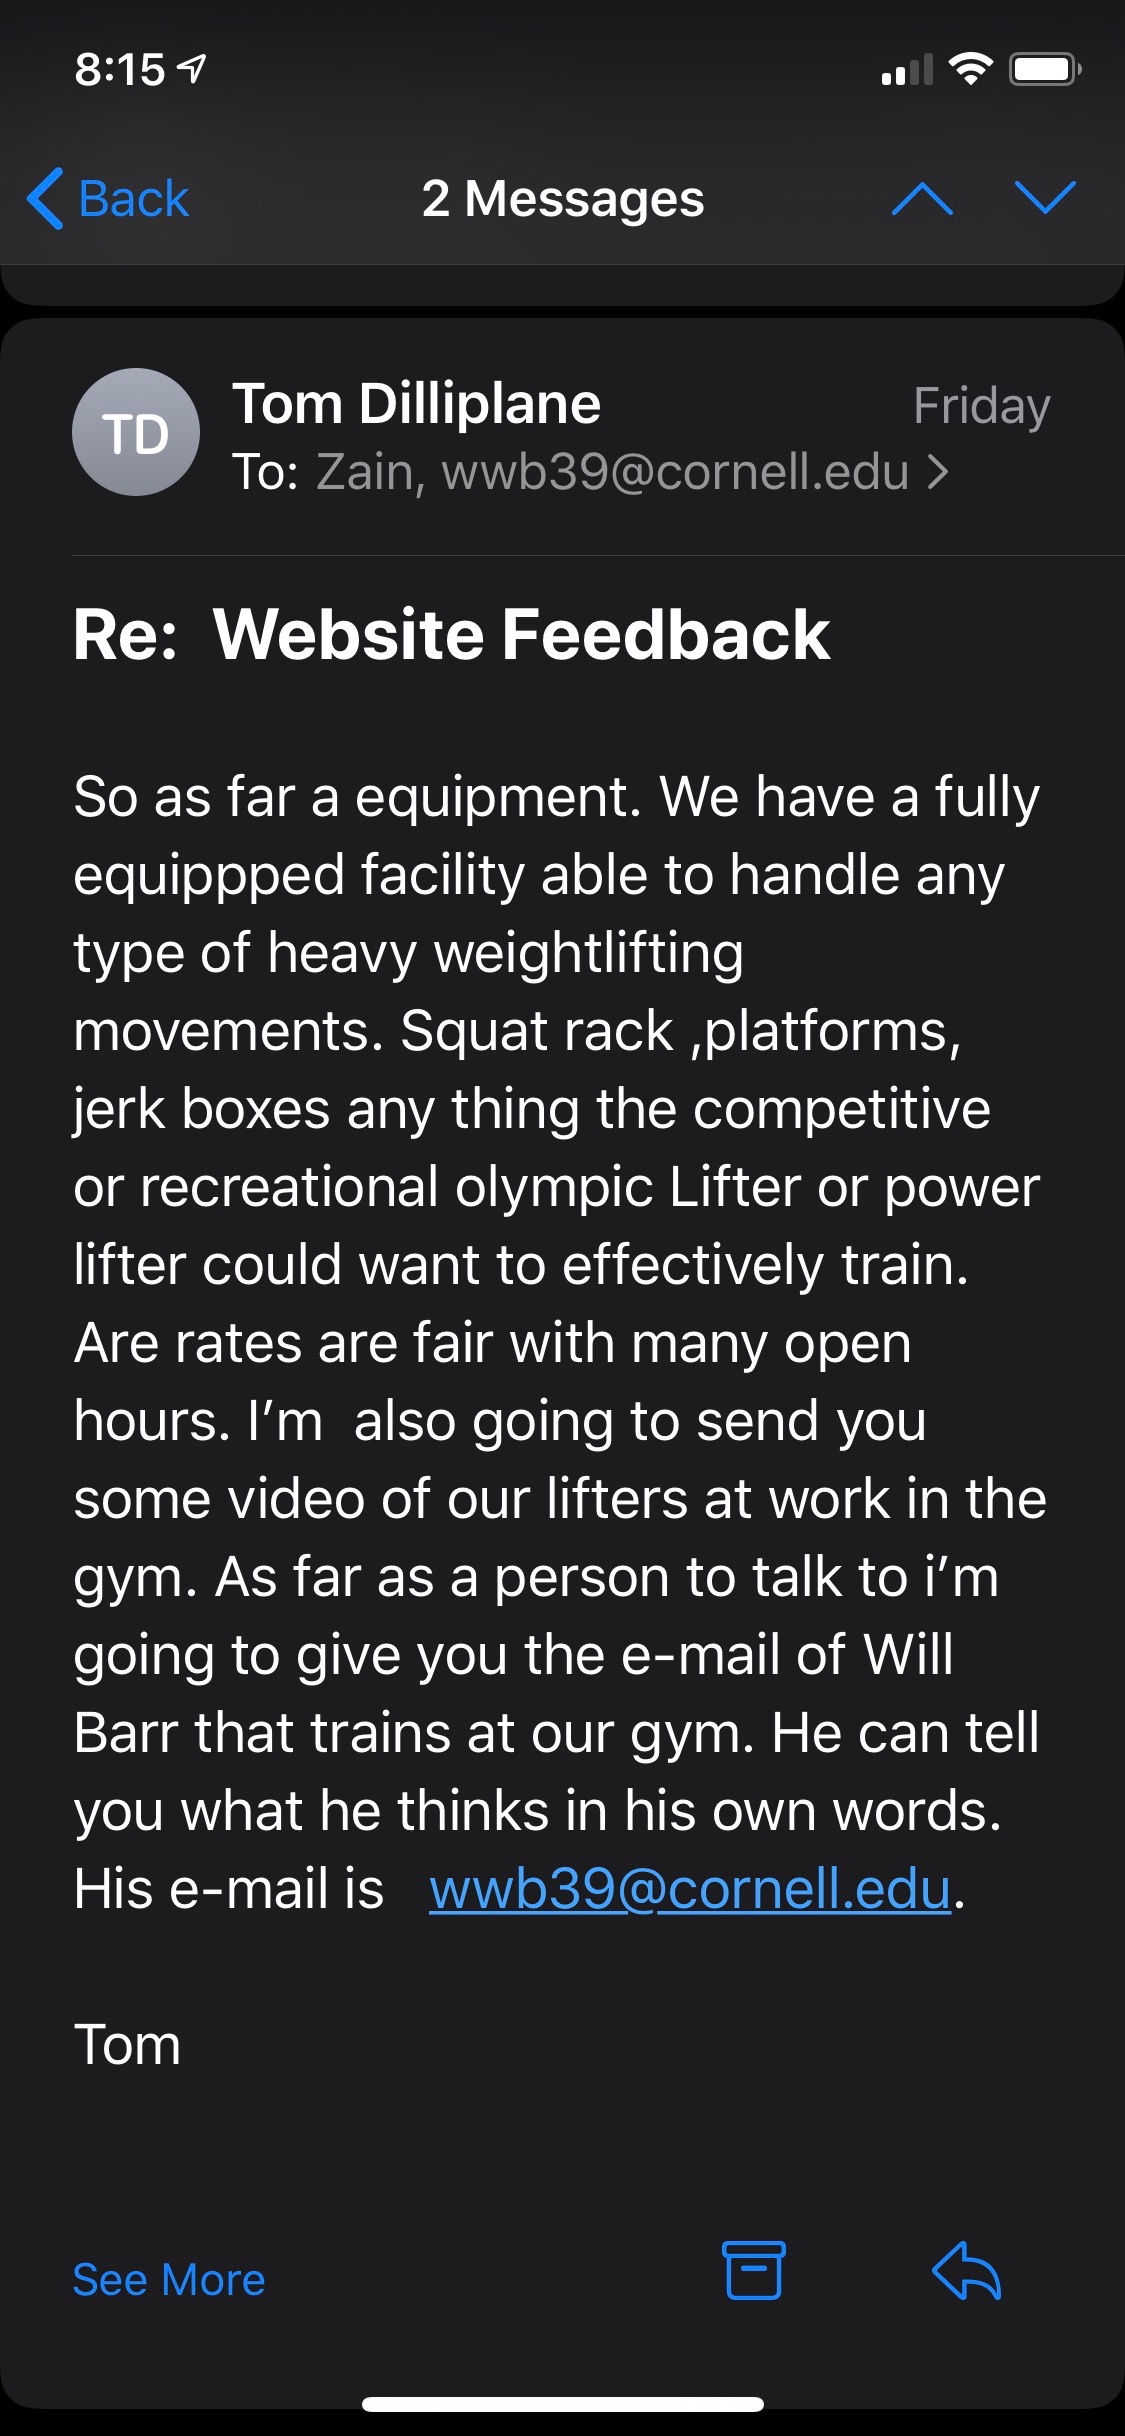 8:15
Back 2 Messages
TD
Tom Dilliplane Friday
To: Zain, wwb39@cornell.edu >
Re:  Website Feedback
So as far a equipment. We have a fully
equippped facility able to handle any
type of heavy weightlifting
movements. Squat rack ,platforms,
jerk boxes any thing the competitive
or recreational olympic Lifter or power
lifter could want to effectively train.
Are rates are fair with many open
hours. I’m  also going to send you
some video of our lifters at work in the
gym. As far as a person to talk to i’m
going to give you the e-mail of Will
Barr that trains at our gym. He can tell
you what he thinks in his own words.
His e-mail is   wwb39@cornell.edu.
Tom
See More